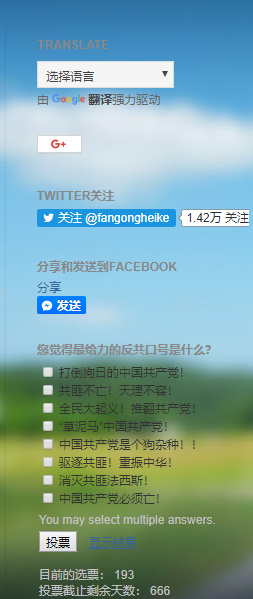 TRANSLATE
选择语言
由 Google 翻译强力驱动
G+
TWITTER关注
关注 @fangongheike 1.42万 关注
分享和发送到FACEBOOK
分享
发送
您觉得最给力的反共口号是什么?
打倒狗日的中国共产党!
共匪不亡!天理不容!
全民大起义!推翻共产党!
“草泥马”中国共产党!
中国共产党是个狗杂种!!
驱逐共匪!重振中华!
消灭共匪法西斯!
中国共产党必须亡!
You may select multiple answers.
投票 显示结果
目前的选票: 193
投票截止剩余天数: 666